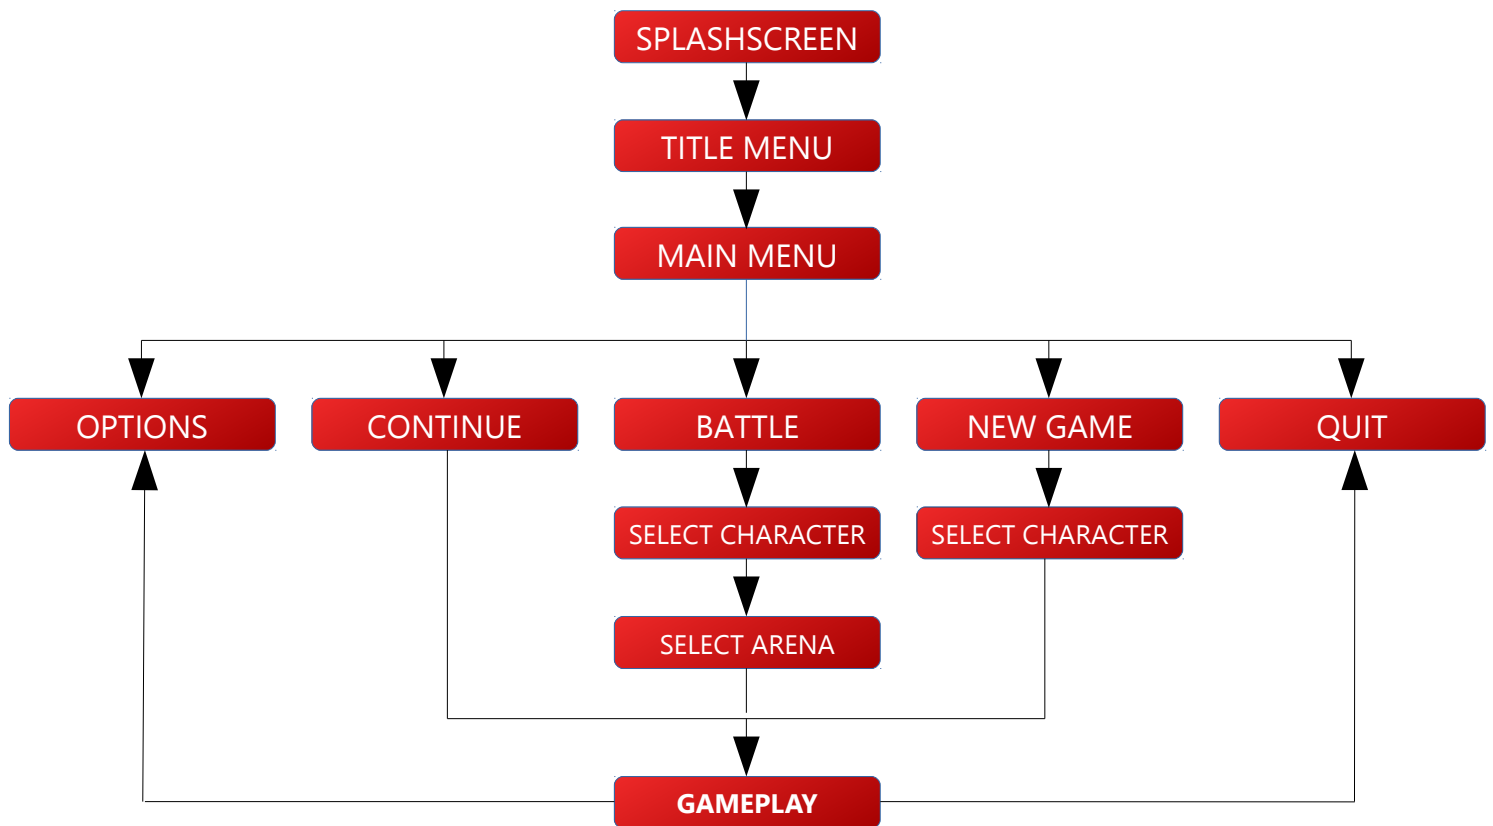 SPLASHSCREEN
TITLE MENU
MAIN MENU
OPTIONS
CONTINUE
BATTLE
NEW GAME
QUIT
SELECT CHARACTER
SELECT CHARACTER
SELECT ARENA
GAMEPLAY